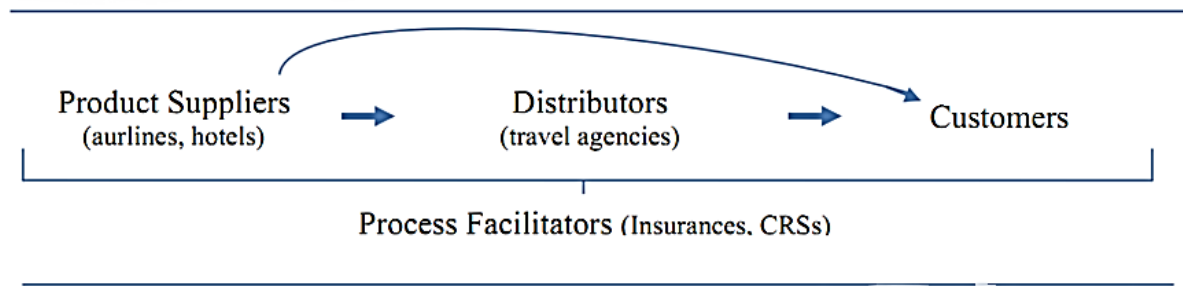 Product Suppliers
(aurlines, hotels)
Distributors
(travel agencies)
Customers
Process Facilitators (Insurances, CRSs)